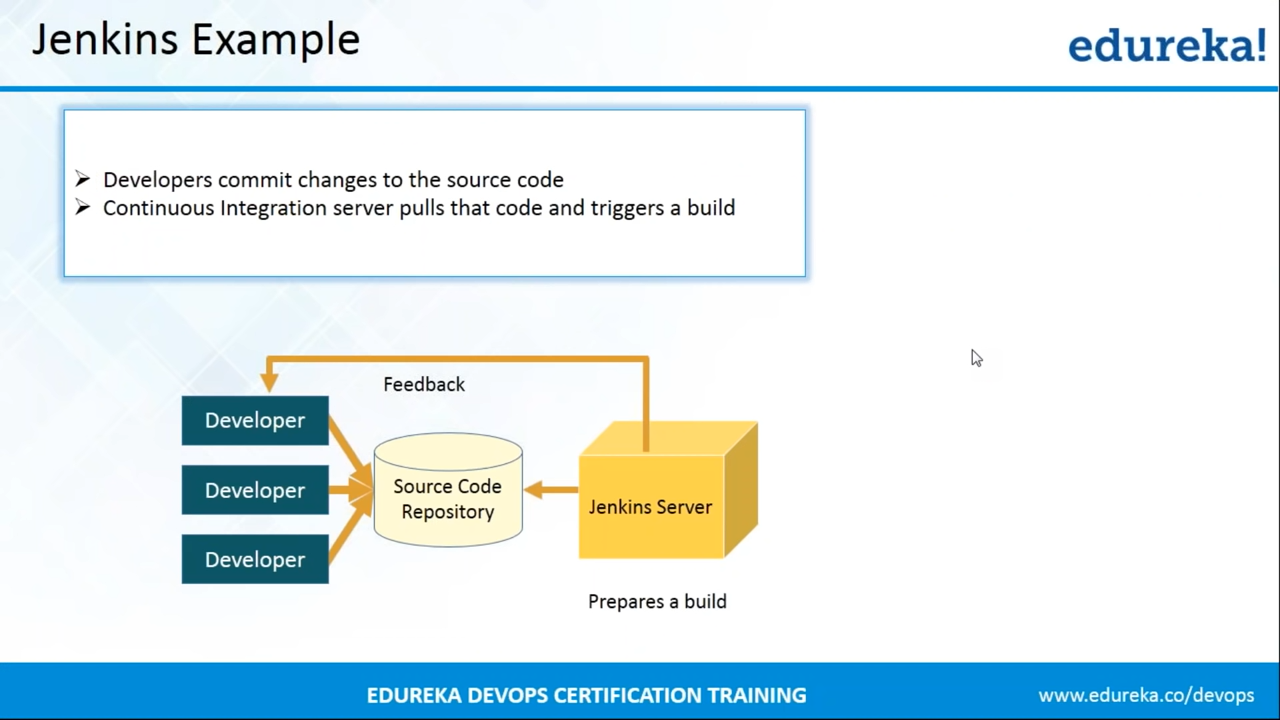 Jenkins Example
edureka!
Developers commit changes to the source code
Continuous Integration server pulls that code and triggers a build
Feedback
Developer
Developer
Developer
Source Code
Repository
Jenkins Server
Prepares a build
EDUREKA DEVOPS CERTIFICATION TRAINING
www.edureka.co/devops